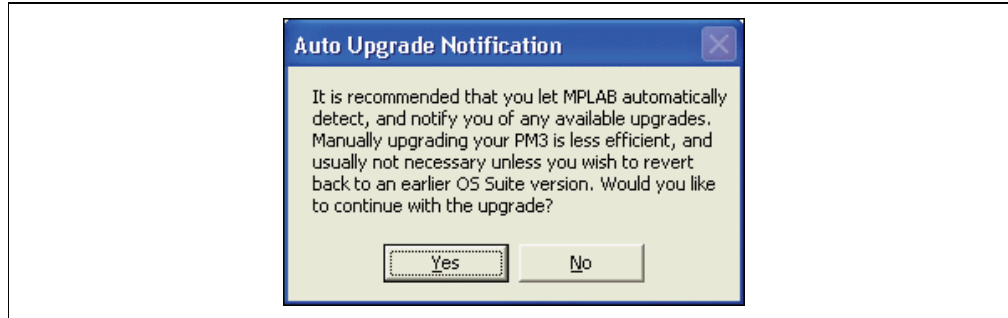 Auto Upgrade Notification
It is recommended that you let MPLAB automatically
detect, and notify you of any available upgrades.
Manually upgrading your PM3 is less efficient, and
usually not necessary unless you wish to revert
back to an earlier OS Suite version. Would you like
to continue with the upgrade?
Yes
No